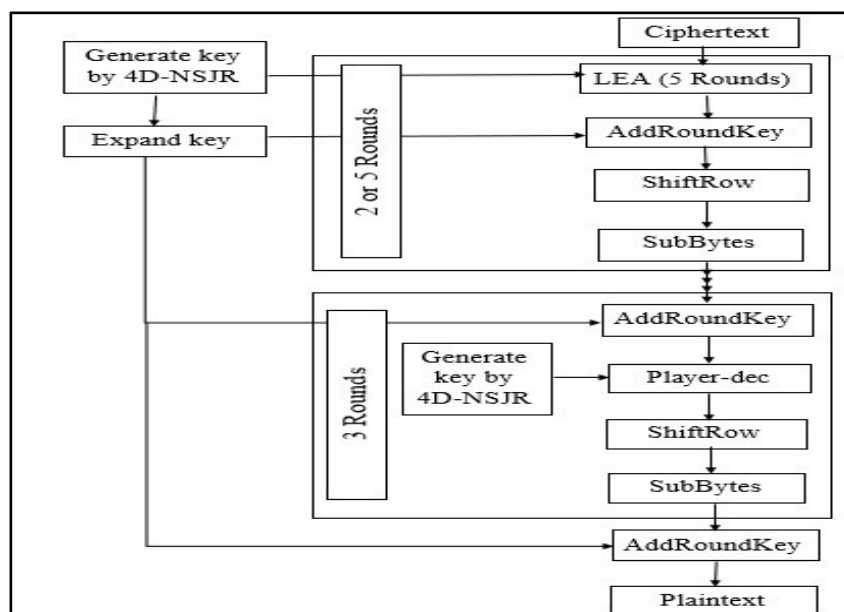 Ciphertext
Generate key
by 4D-NSJR
LEA (5 Rounds)
Expand key
AddRoundKey
2 or 5 Rounds
ShiftRow
SubBytes
AddRoundKey
Generate
key by
4D-NSJR
Player-dec
3 Rounds
ShiftRow
SubBytes
AddRoundKey
Plaintext